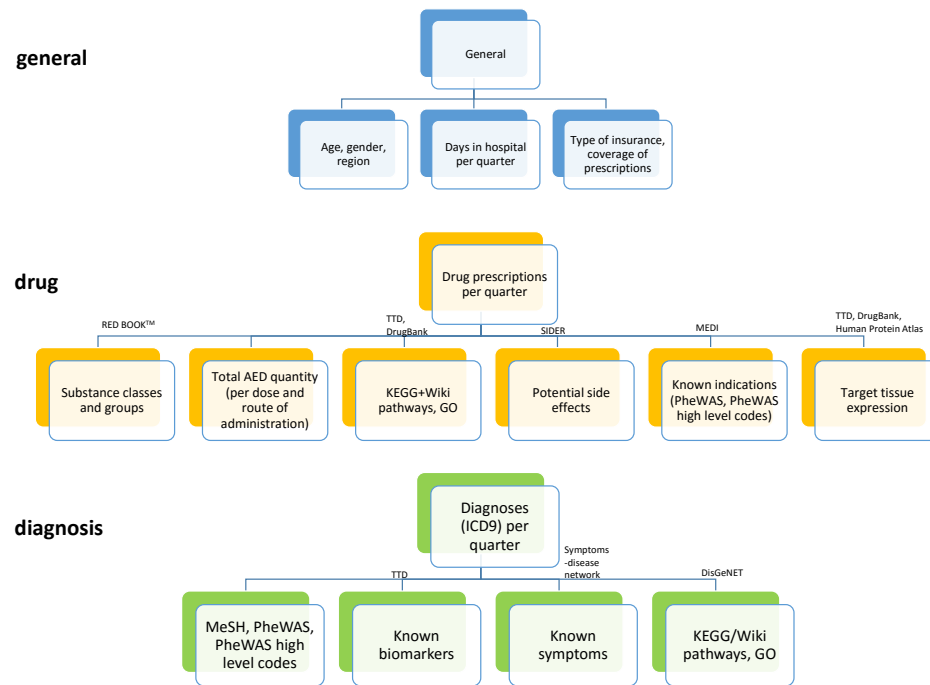 general
General
Age, gender,
region
Days in hospital
per quarter
Type of insurance,
coverage of
prescriptions
drug
Drug prescriptions
per quarter
RED BOOK™
TTD,
DrugBank
SIDER
MEDI
TTD, DrugBank,
Human Protein Atlas
Substance classes
and groups
Total AED quantity
(per dose and
route of
administration)
KEGG+Wiki
pathways, GO
Potential side
effects
Known indications
(PheWAS, PheWAS
high level codes)
Target tissue
expression
diagnosis
Diagnoses
(ICD9) per
quarter
TTD
Symptoms
-disease
network
DisGeNET
MeSH, PheWAS,
PheWAS high
level codes
Known
biomarkers
Known
symptoms
KEGG/Wiki
pathways, GO